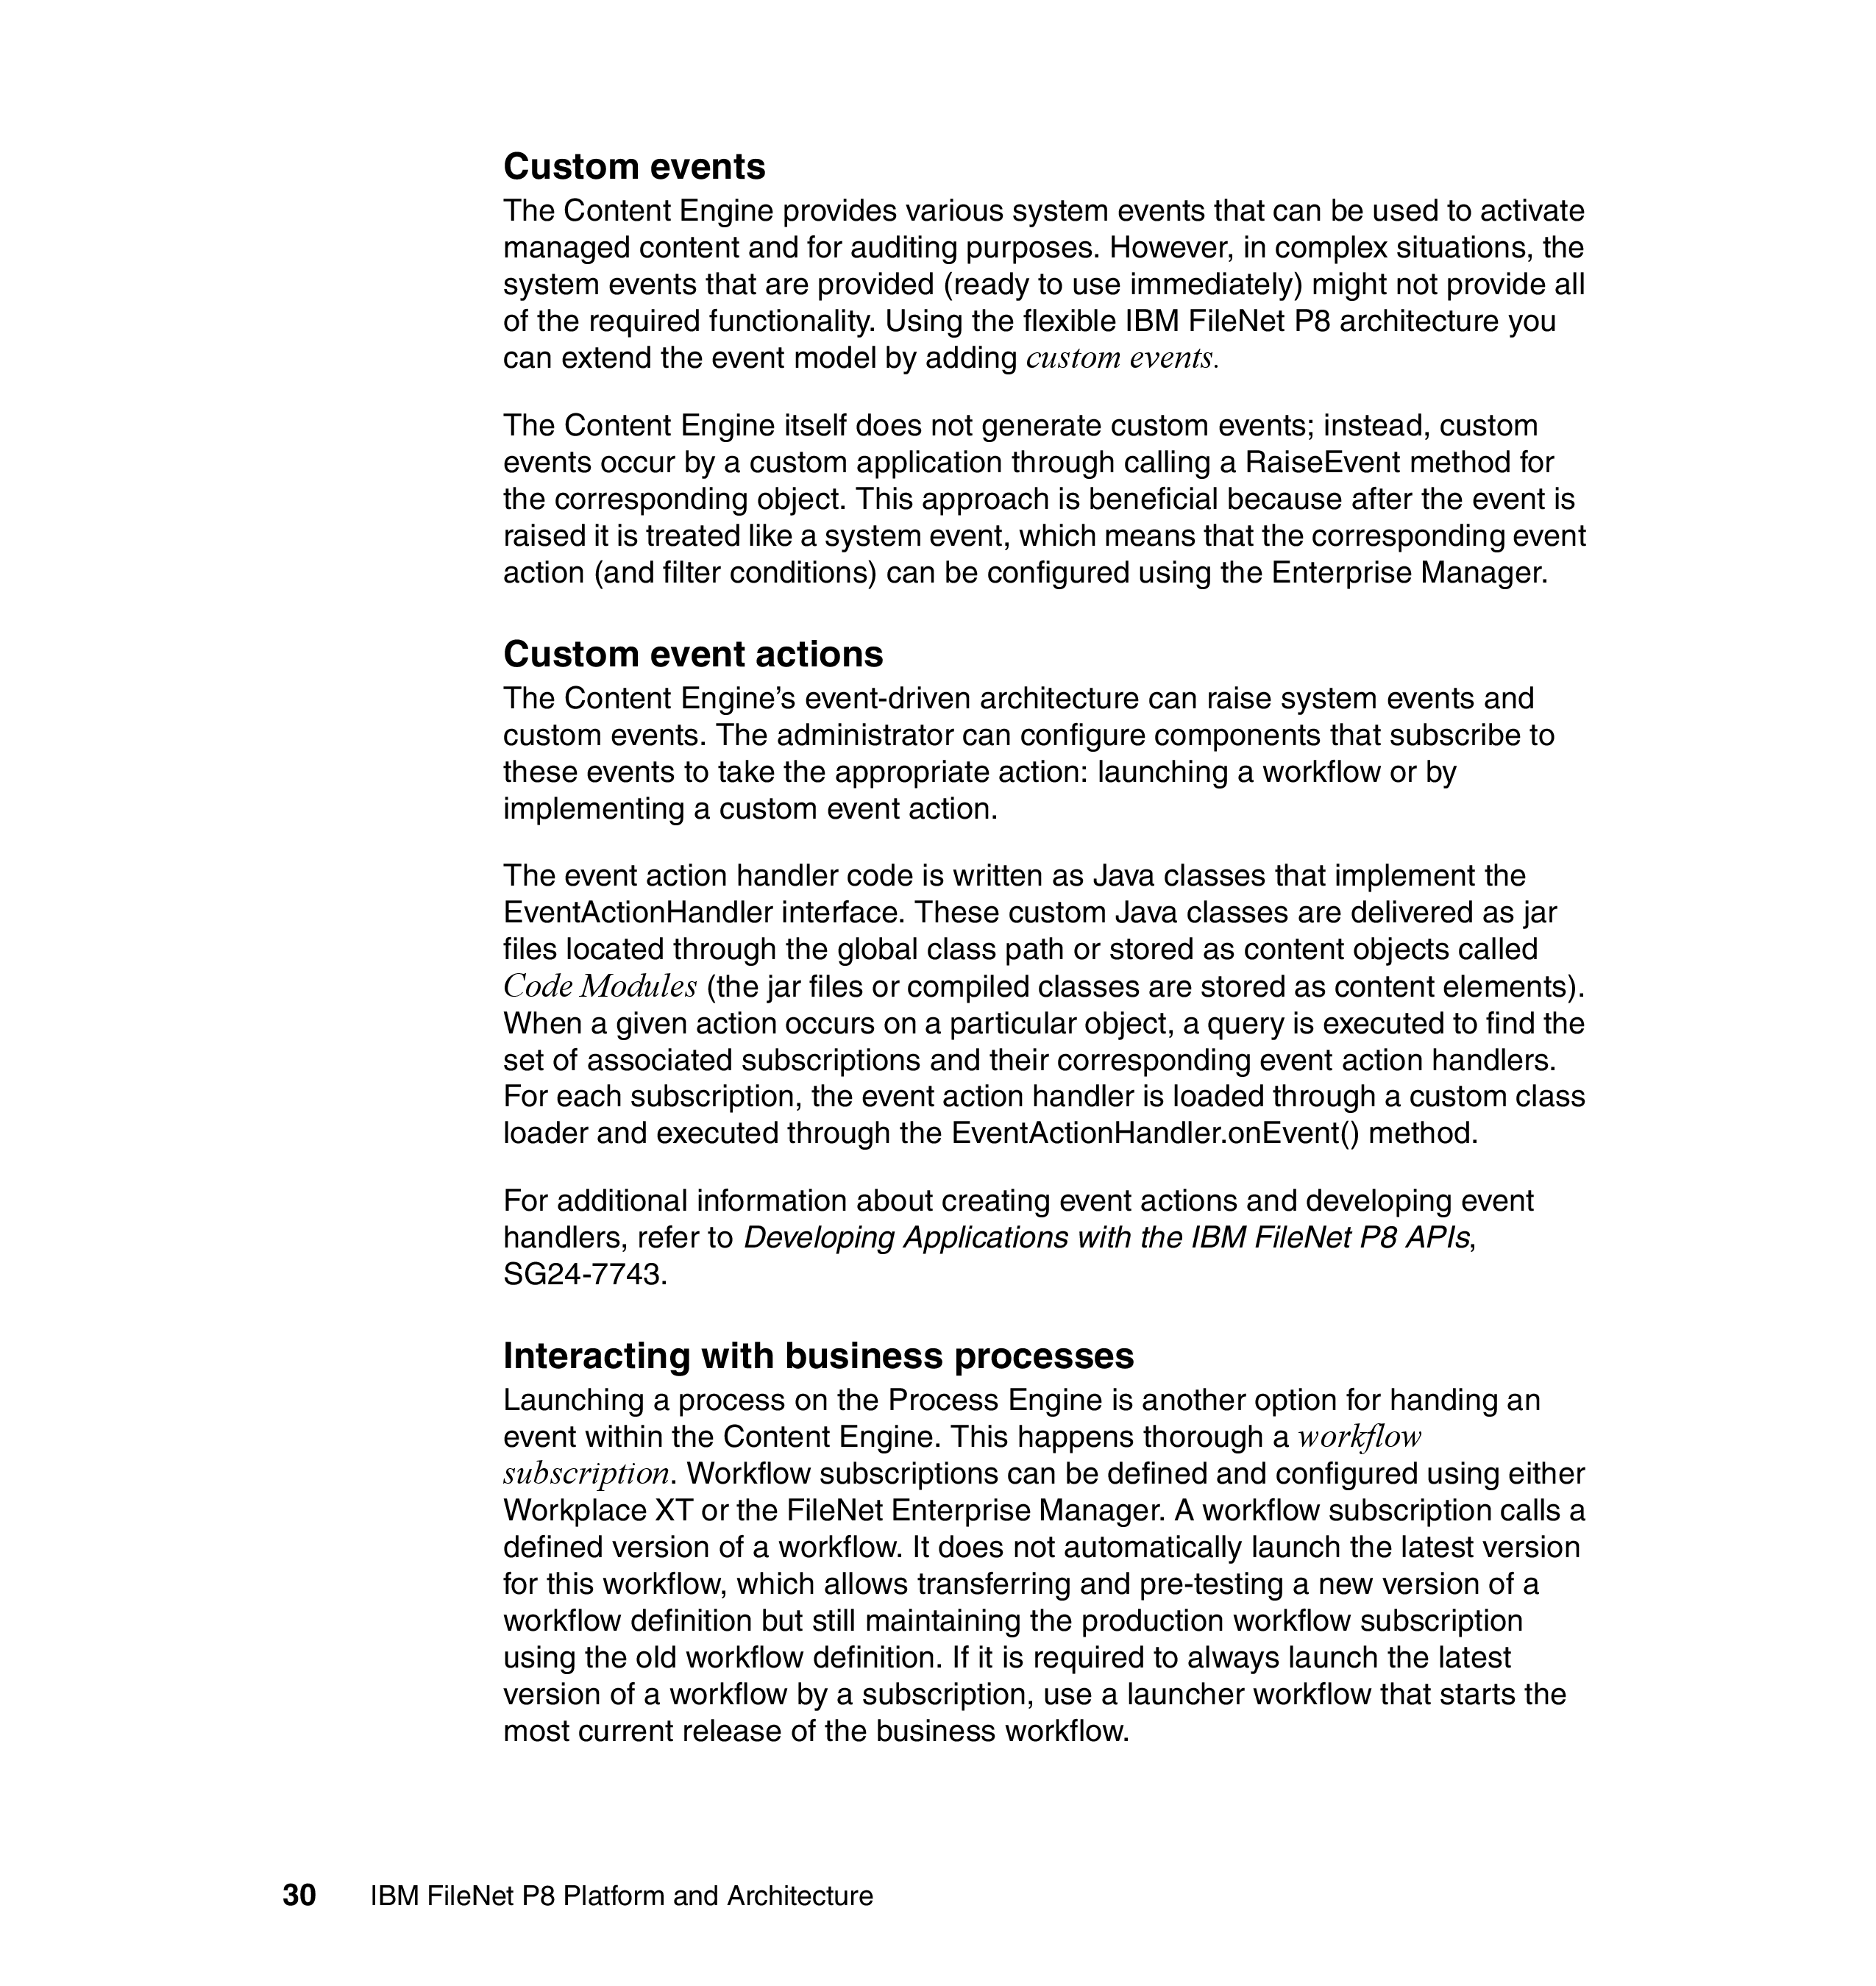 Custom events
The Content Engine provides various system events that can be used to activate
managed content and for auditing purposes. However, in complex situations, the
system events that are provided (ready to use immediately) might not provide all
of the required functionality. Using the flexible IBM FileNet P8 architecture you
can extend the event model by adding custom events.
The Content Engine itself does not generate custom events; instead, custom
events occur by a custom application through calling a RaiseEvent method for
the corresponding object. This approach is beneficial because after the event is
raised it is treated like a system event, which means that the corresponding event
action (and filter conditions) can be configured using the Enterprise Manager.
Custom event actions
The Content Engine’s event-driven architecture can raise system events and
custom events. The administrator can configure components that subscribe to
these events to take the appropriate action: launching a workflow or by
implementing a custom event action.
The event action handler code is written as Java classes that implement the
EventActionHandler interface. These custom Java classes are delivered as jar
files located through the global class path or stored as content objects called
Code Modules (the jar files or compiled classes are stored as content elements).
When a given action occurs on a particular object, a query is executed to find the
set of associated subscriptions and their corresponding event action handlers.
For each subscription, the event action handler is loaded through a custom class
loader and executed through the EventActionHandler.onEvent() method.
For additional information about creating event actions and developing event
handlers, refer to Developing Applications with the IBM FileNet P8 APIs,
SG24-7743.
Interacting with business processes
Launching a process on the Process Engine is another option for handing an
event within the Content Engine. This happens thorough a workflow
subscription. Workflow subscriptions can be defined and configured using either
Workplace XT or the FileNet Enterprise Manager. A workflow subscription calls a
defined version of a workflow. It does not automatically launch the latest version
for this workflow, which allows transferring and pre-testing a new version of a
workflow definition but still maintaining the production workflow subscription
using the old workflow definition. If it is required to always launch the latest
version of a workflow by a subscription, use a launcher workflow that starts the
most current release of the business workflow.
30 IBM FileNet P8 Platform and Architecture